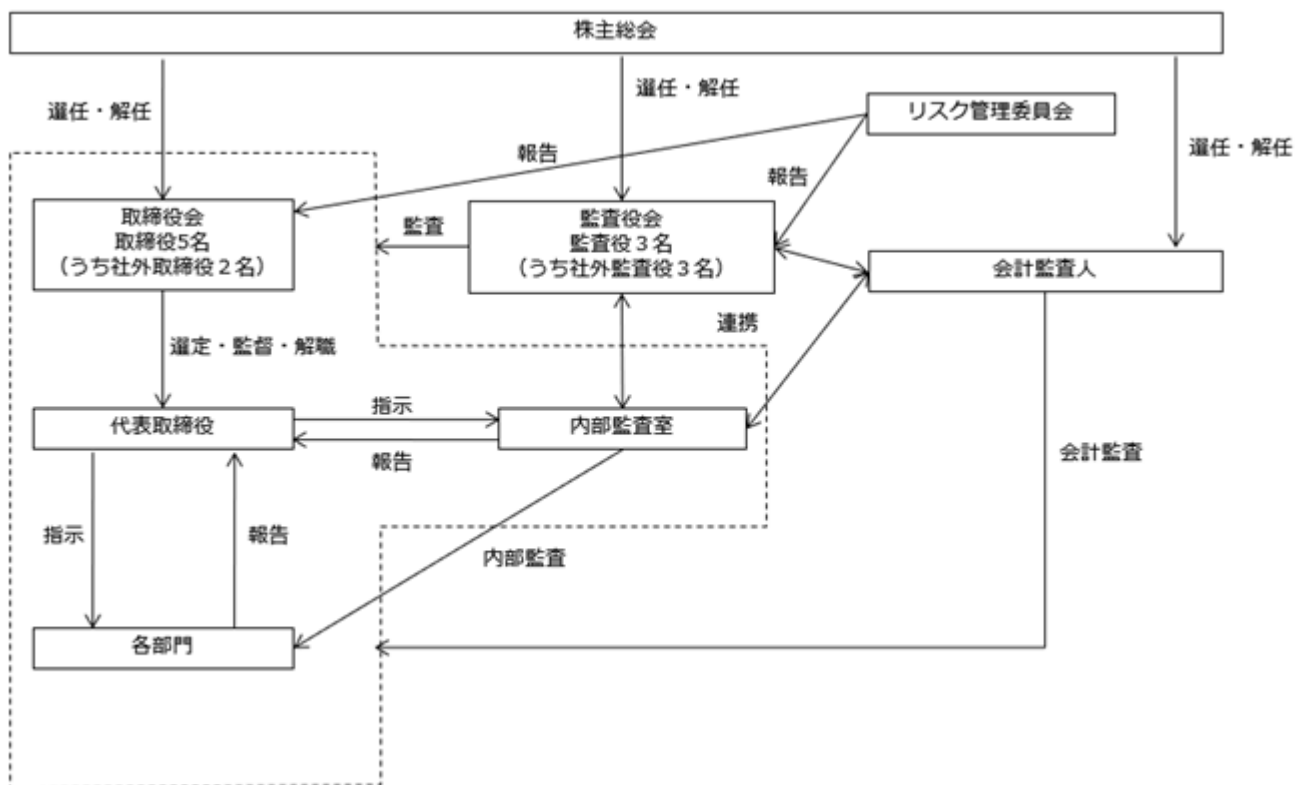 株主総会
選任・解任
選任・解任
リスク管理委員会
選任・解任
報告
報告
取締役会
取締役5名
（うち社外取締役２名）
監査
監査役会
監査役３名
（うち社外監査役３名）
会計監査人
連携
選定・監督・解職
代表取締役
指示
報告
内部監査室
会計監査
指示
報告
内部監査
各部門